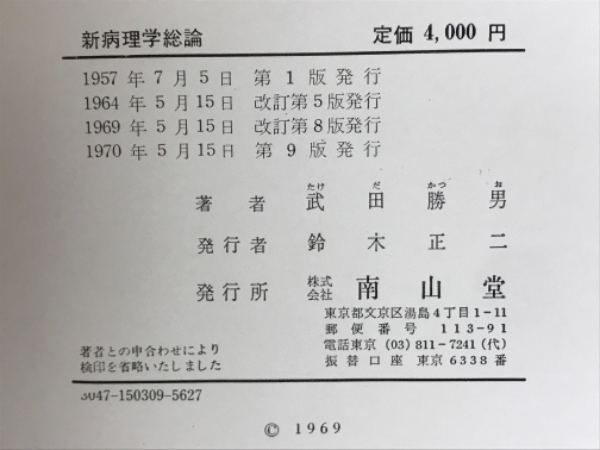 新病理学総論 定価 4,000 円
1957 年 7 月 5 日 第 1 版発行
1964 年 5 月 15 日 改訂第5版発行
1969 年 5 月 15 日 改訂第8版発行
1970 年 5 月 15 日 第 9 版発行
たけ だ かつ お
著者 武田勝男
発行者 鈴木正二
発行所 株式会社 南山堂
東京都文京区湯島4丁目1-11
郵便番号 113-91
電話東京 (03) 811-7241 (代)
振替口座 東京 6338 番
著者との申合わせにより
検印を省略いたしました
3047-150309-5627
© 1969